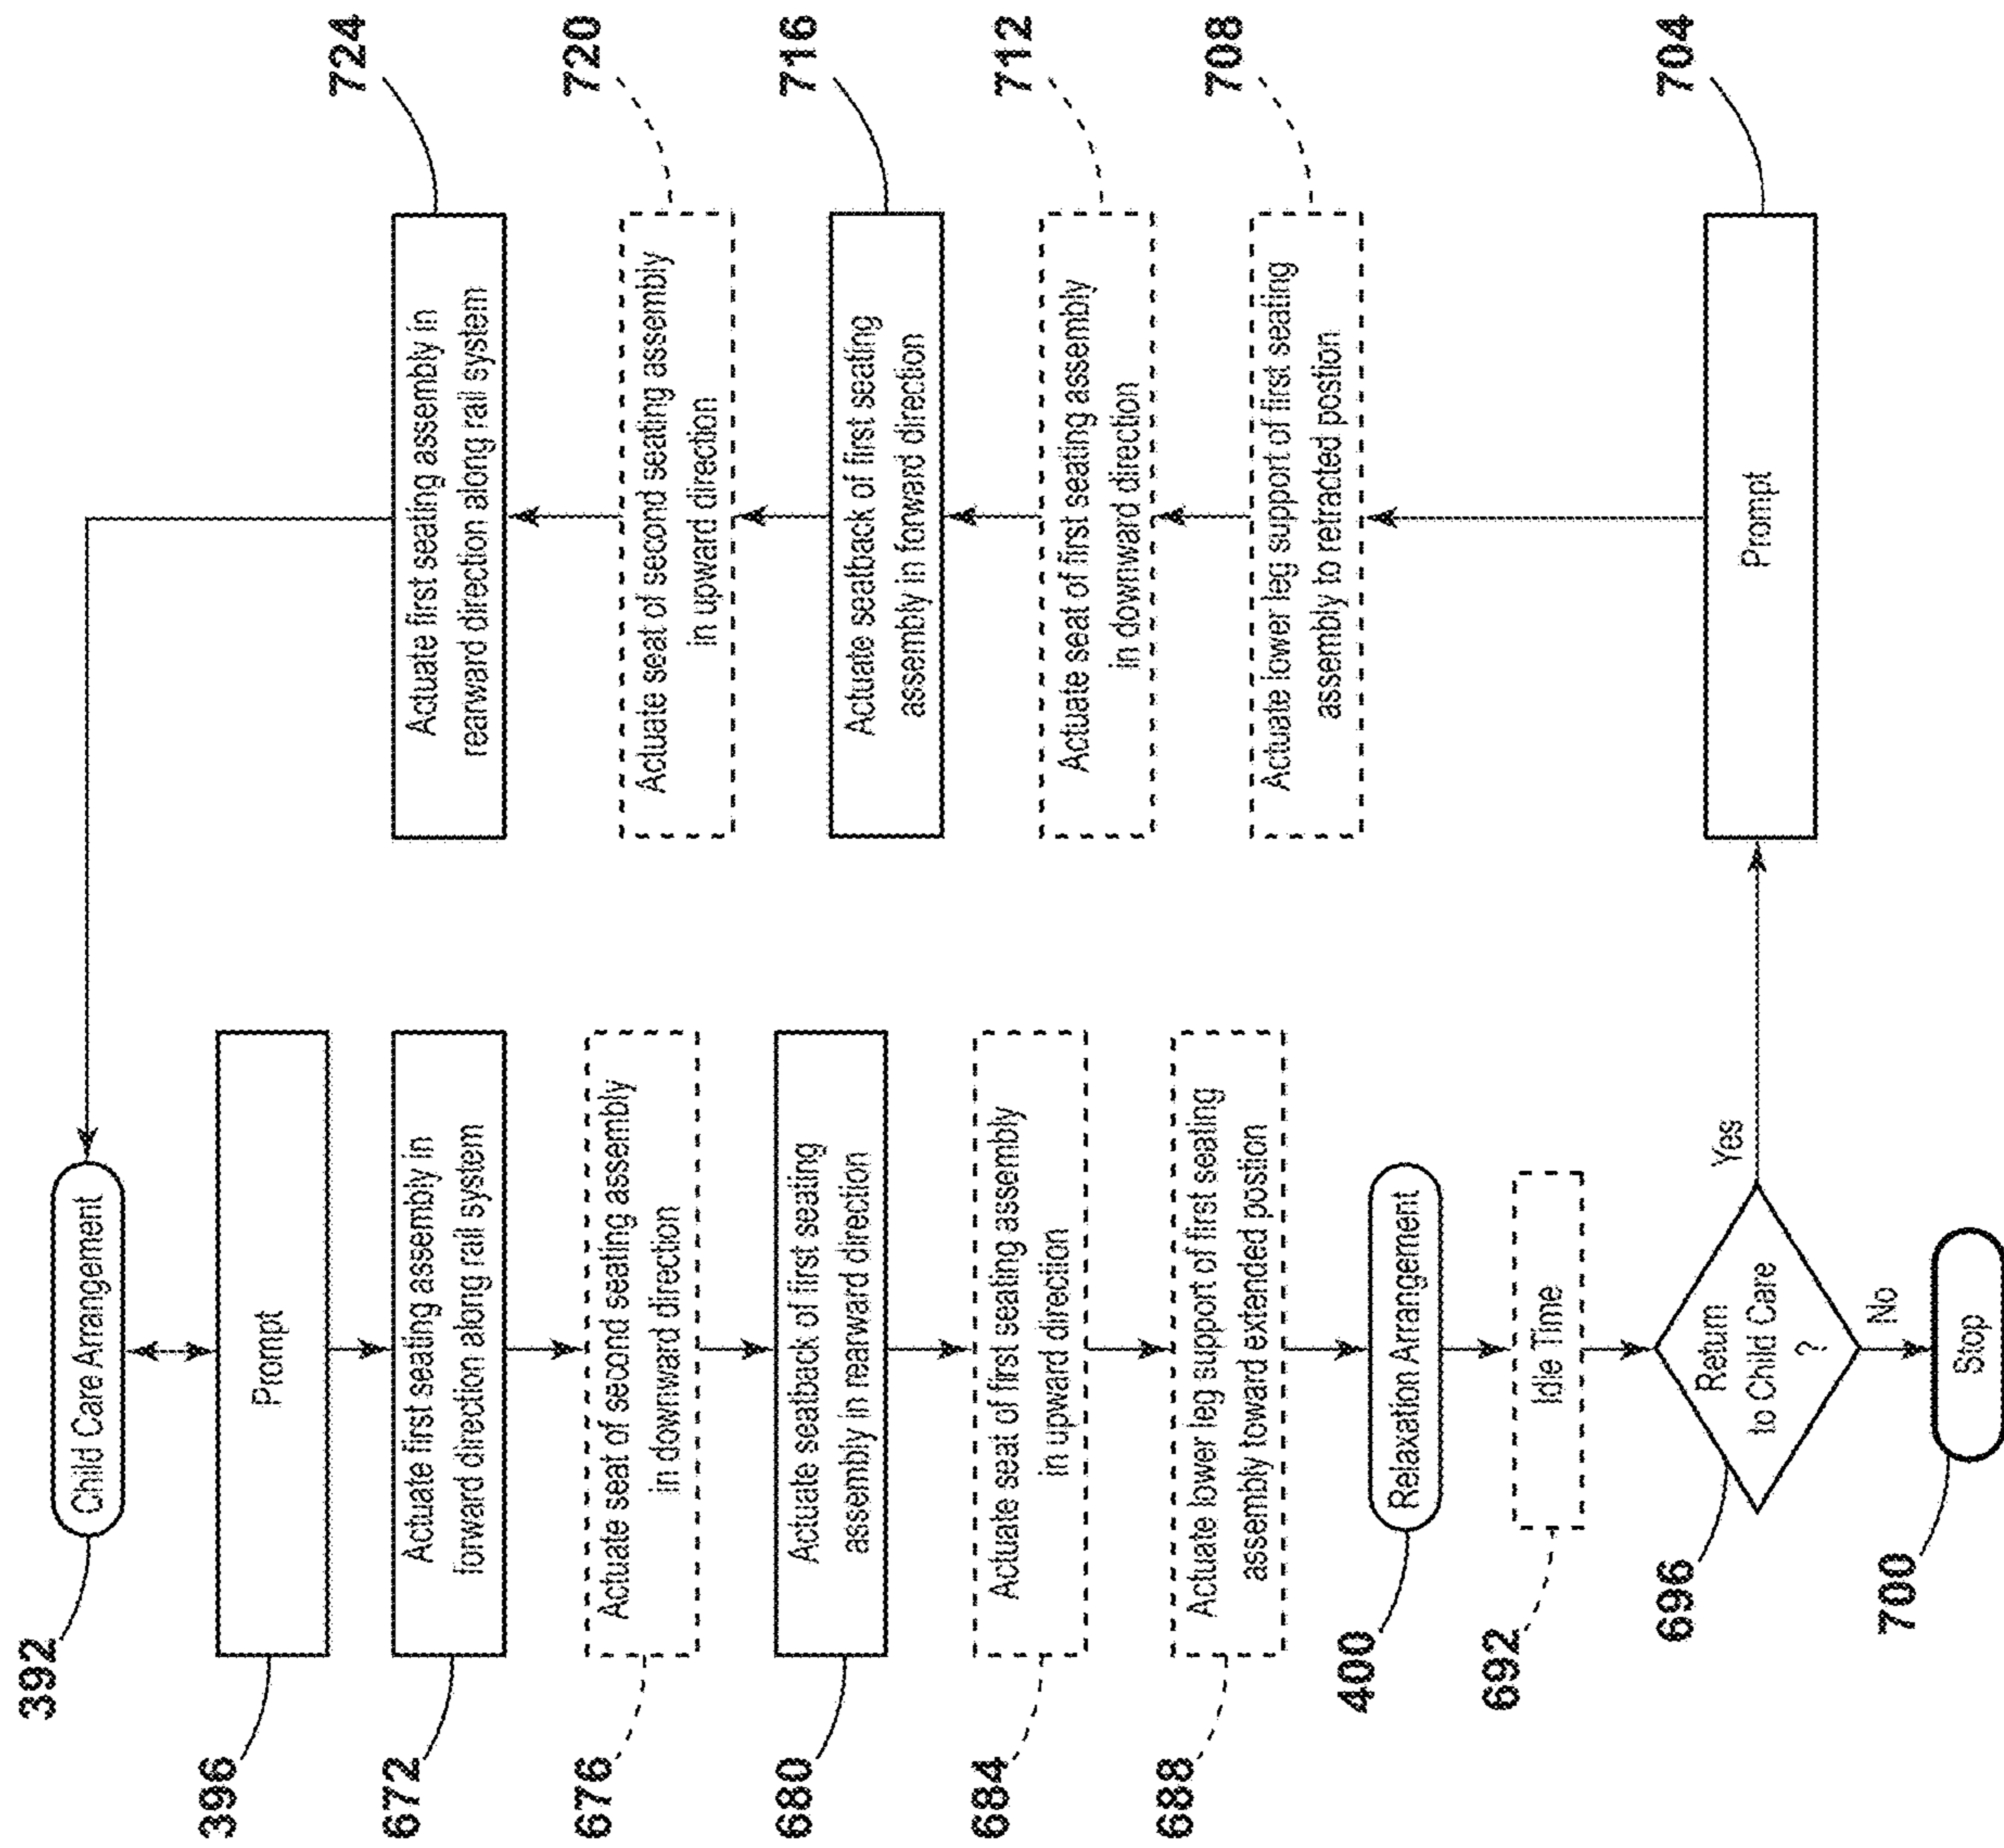 392
Child Care Arrangement
396
Prompt
672
Actuate first seating assembly in
forward direction along rail system
676
Actuate seat of second seating assembly
in downward direction
680
Actuate seatback of first seating
assembly in rearward direction
684
Actuate seat of first seating assembly
in upward direction
688
Actuate lower leg support of first seating
assembly toward extended postion
400
Relaxation Arrangement
692
Idle Time
696
Return
to Child Care
?
Yes
No
700
Stop
724
Actuate first seating assembly in
rearward direction along rail system
720
Actuate seat of second seating assembly
in upward direction
716
Actuate seatback of first seating
assembly in forward direction
712
Actuate seat of first seating assembly
in downward direction
708
Actuate lower leg support of first seating
assembly to retracted postion
704
Prompt